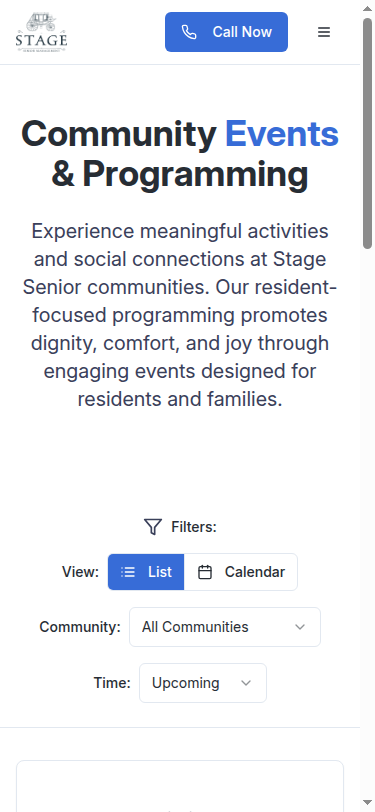 STAGE
Call Now
Community Events
& Programming
Experience meaningful activities
and social connections at Stage
Senior communities. Our resident-
focused programming promotes
dignity, comfort, and joy through
engaging events designed for
residents and families.
Filters:
View:
List
Calendar
Community:
All Communities
Time:
Upcoming